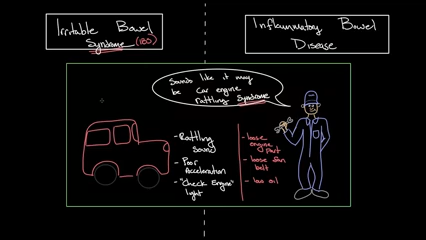 Irritable Bowel
Syndrome (IBS)
Inflammatory Bowel
Disease
Sounds like it may
be car engine
rattling syndrome
- Rattling
Sound
- Poor
Acceleration
- "Check Engine"
light
- loose
engine
part
- loose fan
belt
- low oil